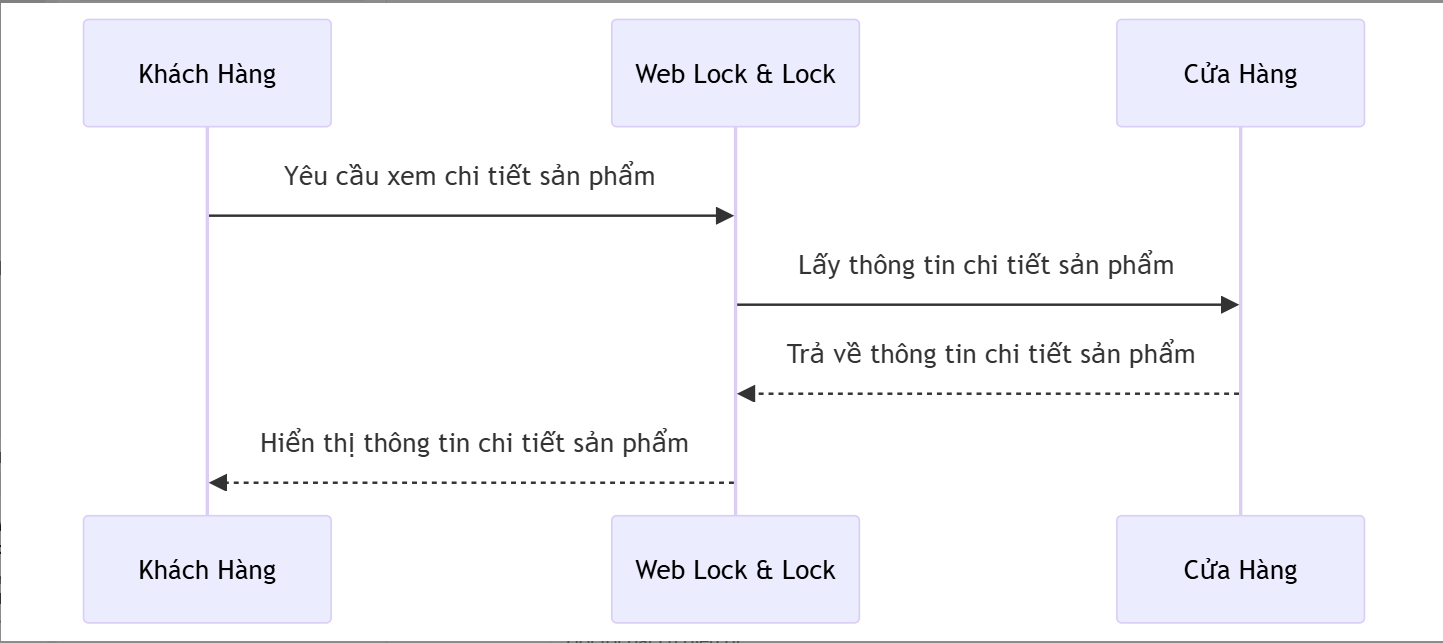 Khách Hàng
Web Lock & Lock
Cửa Hàng
Yêu cầu xem chi tiết sản phẩm
Lấy thông tin chi tiết sản phẩm
Trả về thông tin chi tiết sản phẩm
Hiển thị thông tin chi tiết sản phẩm
Khách Hàng
Web Lock & Lock
Cửa Hàng